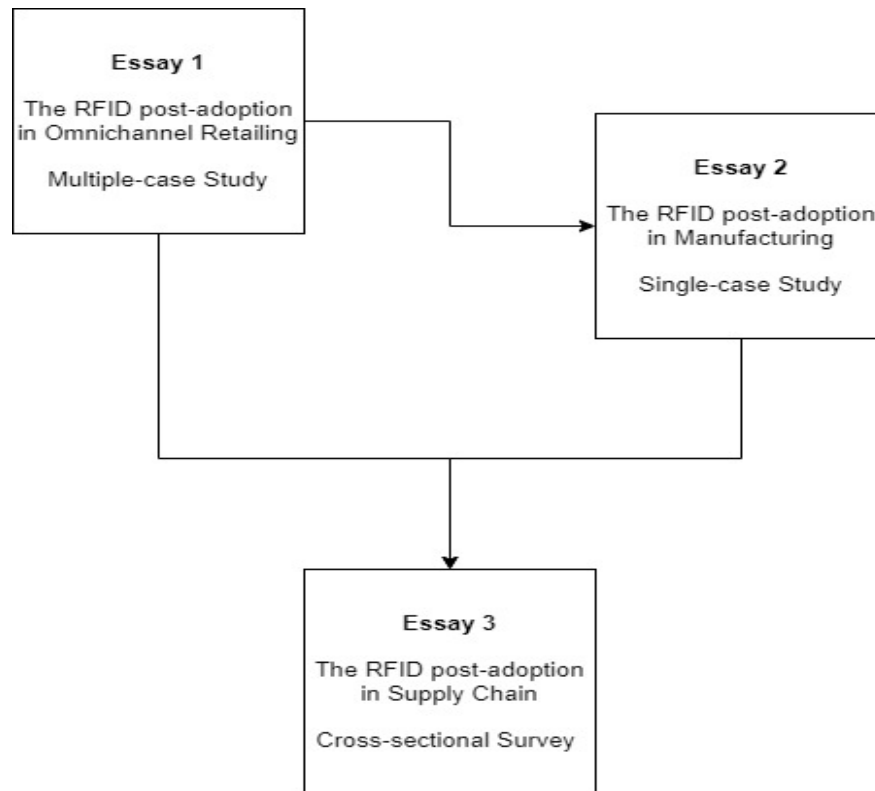 Essay 1
The RFID post-adoption
in Omnichannel Retailing
Multiple-case Study
Essay 2
The RFID post-adoption
in Manufacturing
Single-case Study
Essay 3
The RFID post-adoption
in Supply Chain
Cross-sectional Survey